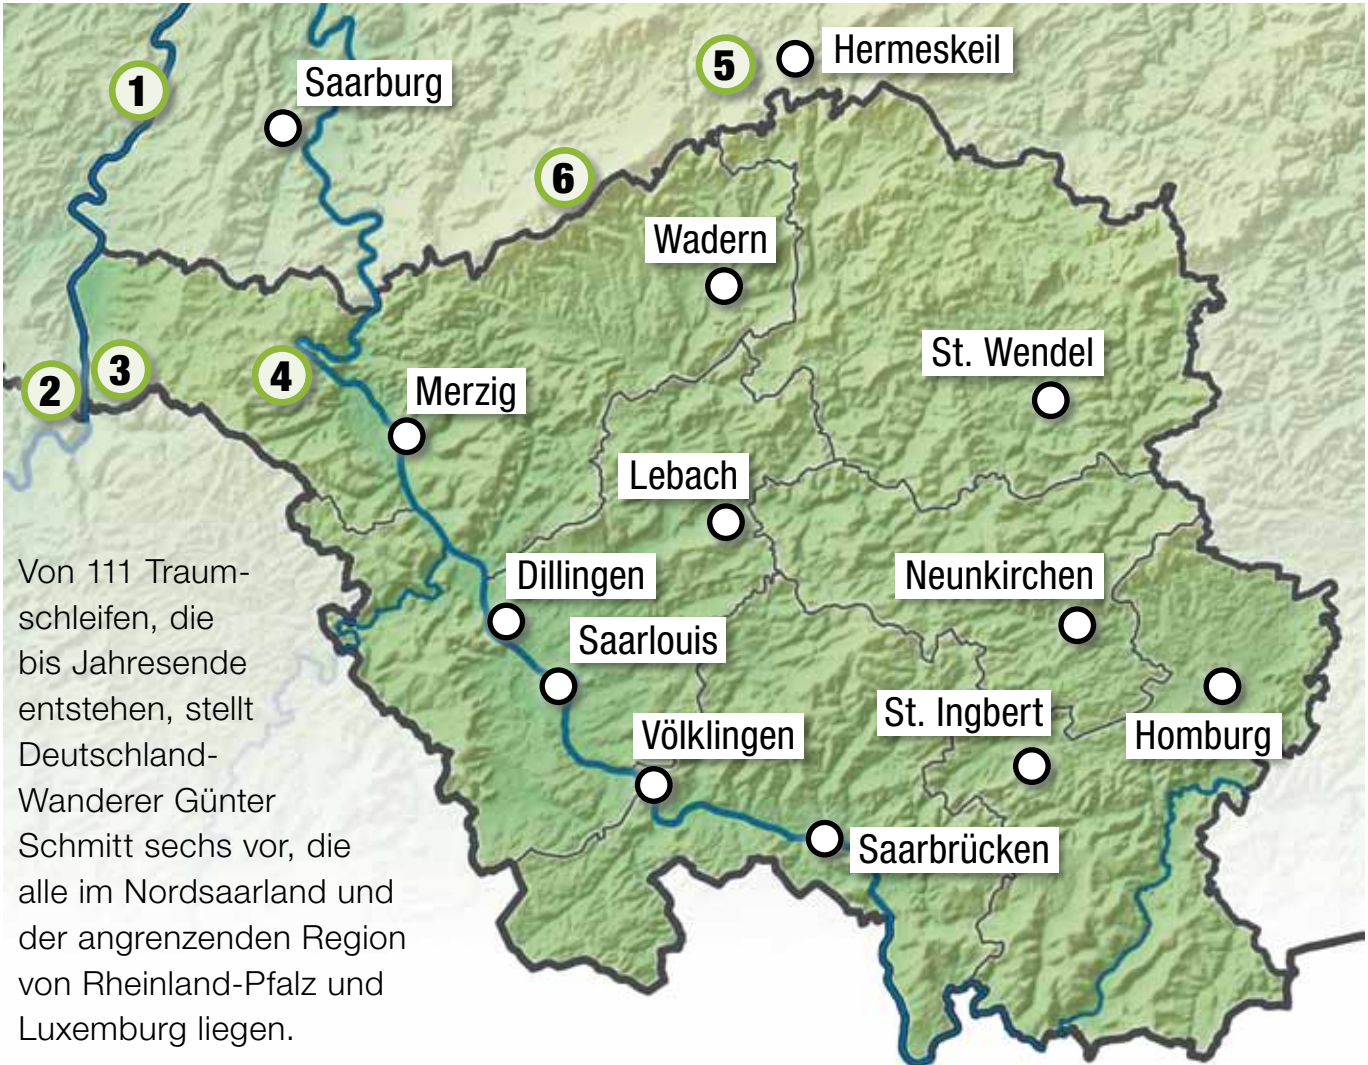 5
Hermeskeil
1
Saarburg
6
Wadern
St. Wendel
2
3
4
Merzig
Lebach
Dillingen
Neunkirchen
Saarlouis
St. Ingbert
Völklingen
Homburg
Saarbrücken
Von 111 Traum-
schleifen, die
bis Jahresende
entstehen, stellt
Deutschland-
Wanderer Günter
Schmitt sechs vor, die
alle im Nordsaarland und
der angrenzenden Region
von Rheinland-Pfalz und
Luxemburg liegen.